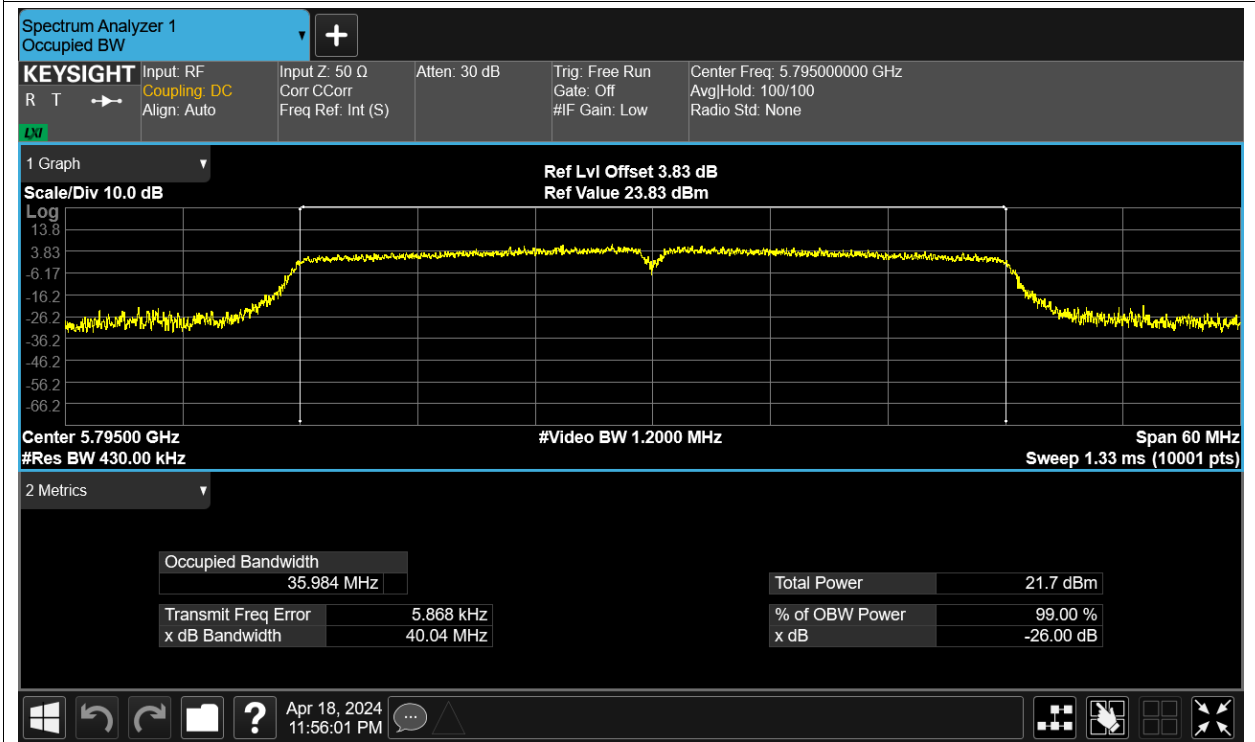 Spectrum Analyzer 1
Occupied BW
KEYSIGHT Input: RF Input Z: 50 Ω Atten: 30 dB Trig: Free Run Center Freq: 5.795000000 GHz
R T Coupling: DC Corr CCorr Gate: Off Avg|Hold: 100/100
Align: Auto Freq Ref: Int (S) #IF Gain: Low Radio Std: None
LXI
1 Graph
Ref Lvl Offset 3.83 dB
Scale/Div 10.0 dB Ref Value 23.83 dBm
Log
13.8
3.83
-6.17
-16.2
-26.2
-36.2
-46.2
-56.2
-66.2
Center 5.79500 GHz #Video BW 1.2000 MHz Span 60 MHz
#Res BW 430.00 kHz Sweep 1.33 ms (10001 pts)
2 Metrics
Occupied Bandwidth
35.984 MHz Total Power 21.7 dBm
Transmit Freq Error 5.868 kHz % of OBW Power 99.00 %
x dB Bandwidth 40.04 MHz x dB -26.00 dB
? Apr 18, 2024
11:56:01 PM